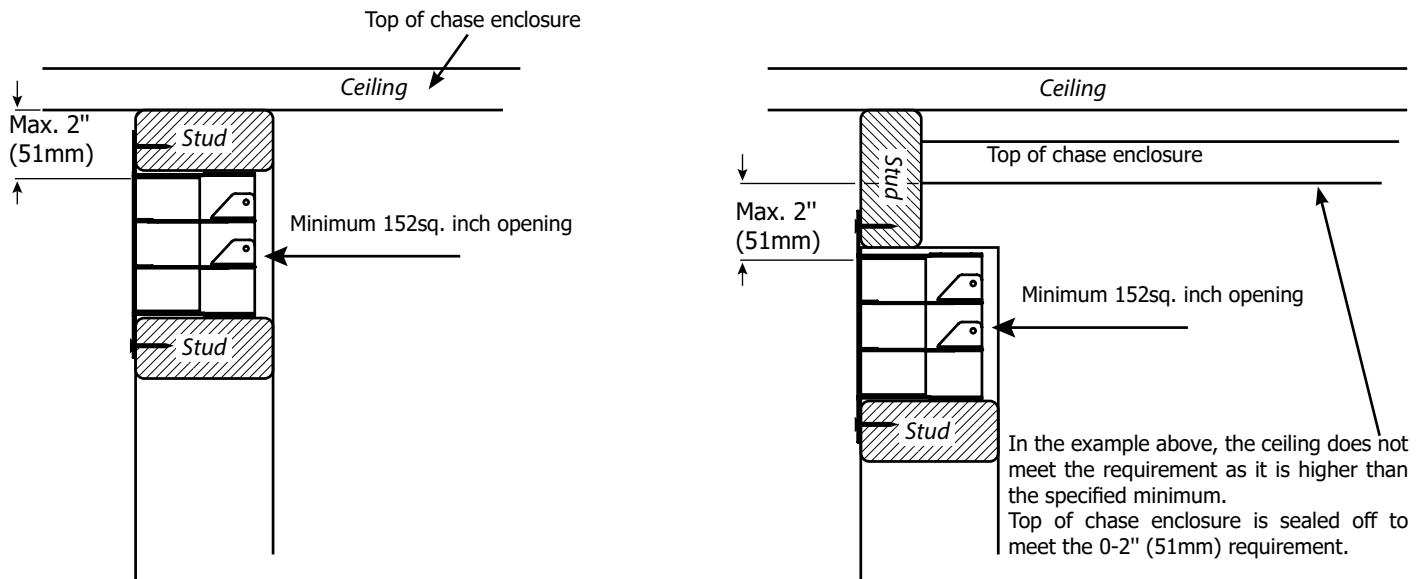 Top of chase enclosure
Ceiling
Max. 2"
(51mm)
Stud
Minimum 152sq. inch opening
Stud
Ceiling
Top of chase enclosure
Stud
Max. 2"
(51mm)
Minimum 152sq. inch opening
Stud
In the example above, the ceiling does not
meet the requirement as it is higher than
the specified minimum.
Top of chase enclosure is sealed off to
meet the 0-2" (51mm) requirement.